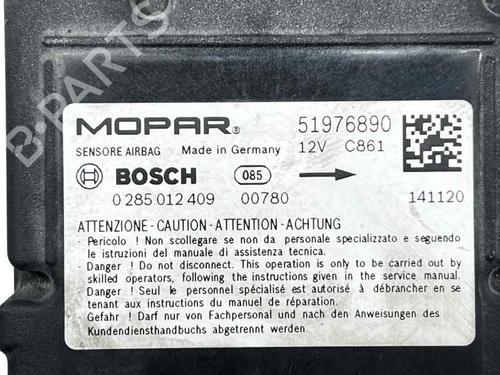 B-PARTS
MOPAR® 51976890
SENSORE AIRBAG Made in Germany 12V C861
BOSCH 085
0 285 012 409 00780 141120
ATTENZIONE - CAUTION - ATTENTION - ACHTUNG
- Pericolo ! Non scollegare se non da personale specializzato e seguendo
le istruzioni del manuale di assistenza tecnica.
- Danger ! Do not disconnect. This operation is only to be carried out by
skilled operators, following the instructions given in the service manual.
- Danger ! Seul le personnel spécialisé est autorisé à débrancher en se
tenant aux instructions du manuel de réparation.
- Gefahr ! Darf nur von Fachpersonal und nach den Anweisungen des
Kundendiensthandbuchs abgetrennt werden.